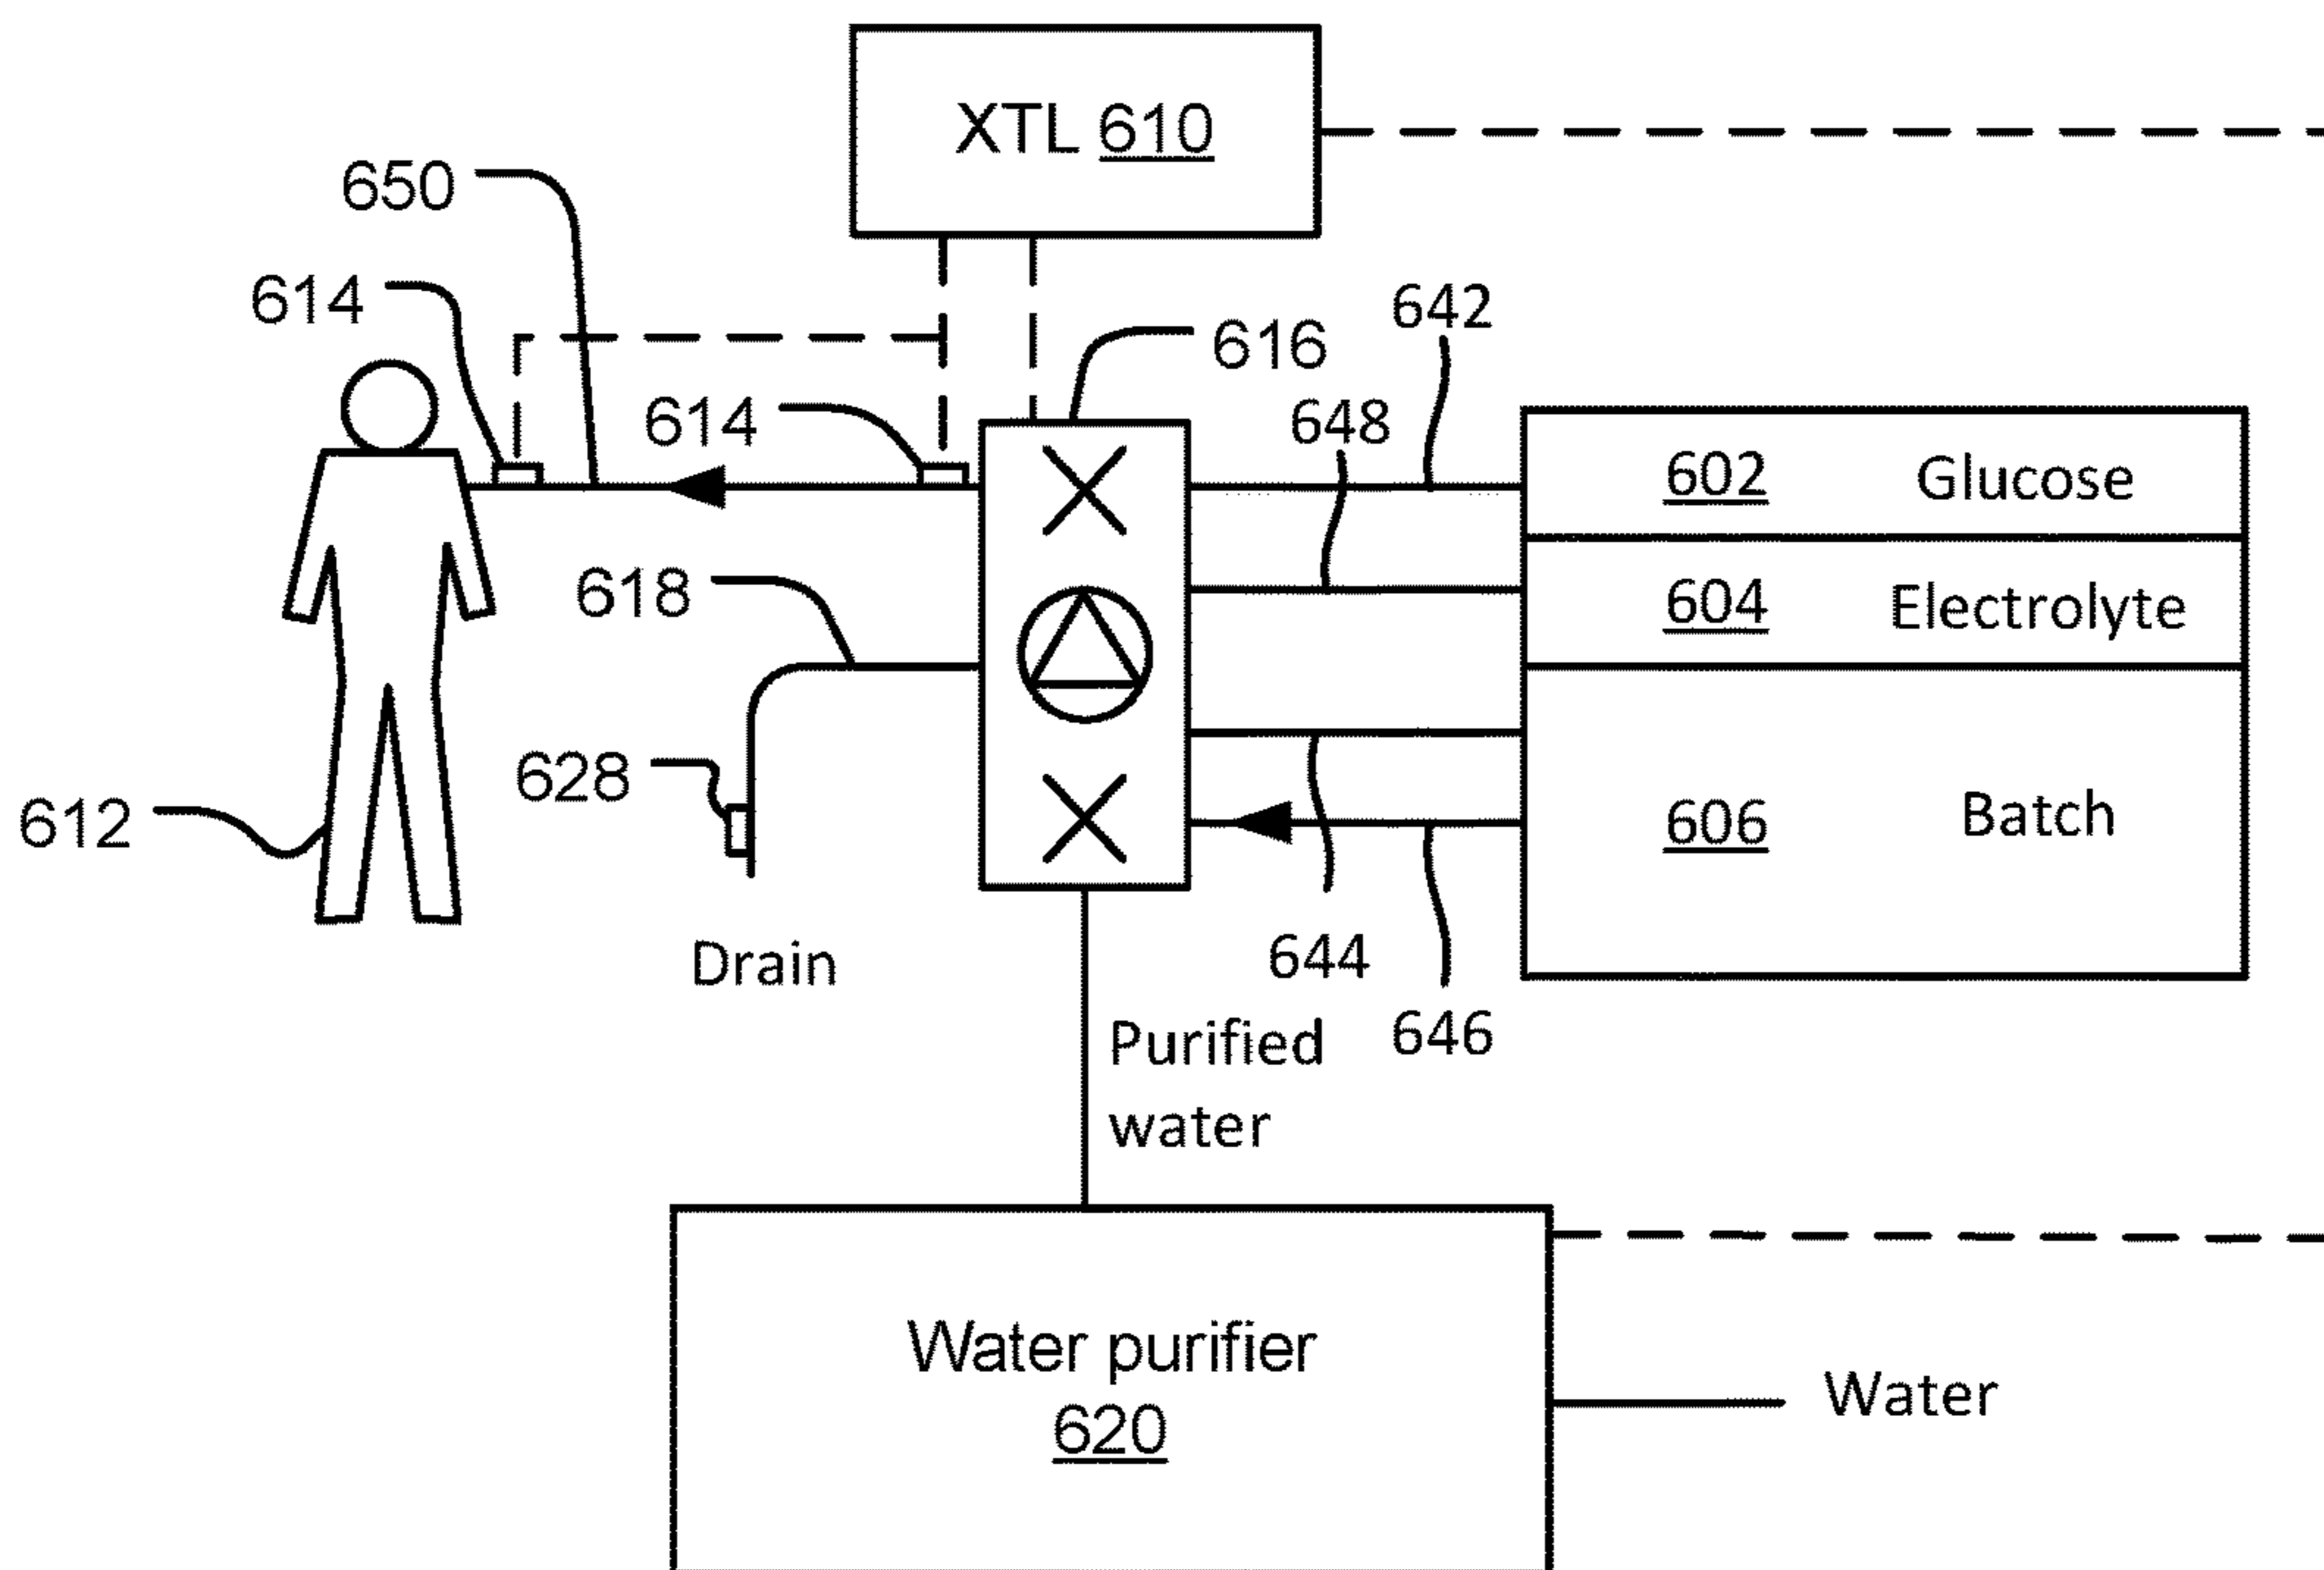 XTL 610
650
614
642
616
614
648
602 Glucose
618
604 Electrolyte
628
612
606 Batch
Drain
644
646
Purified
water
Water purifier
620
Water